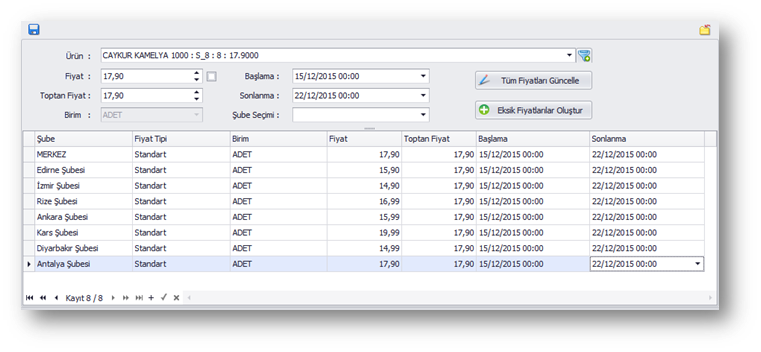 Ürün : CAYKUR KAMELYA 1000 : S_8 : 8 : 17.9000
Fiyat : 17,90 Başlama : 15/12/2015 00:00 Tüm Fiyatları Güncelle
Toptan Fiyat : 17,90 Sonlanma : 22/12/2015 00:00
Birim : ADET Şube Seçimi : Eksik Fiyatlarıılar Oluştur
Şube Fiyat Tipi Birim Fiyat Toptan Fiyat Başlama Sonlanma
MERKEZ Standart ADET 17,90 17,90 15/12/2015 00:00 22/12/2015 00:00
Edirne Şubesi Standart ADET 15,90 17,90 15/12/2015 00:00 22/12/2015 00:00
İzmir Şubesi Standart ADET 14,90 17,90 15/12/2015 00:00 22/12/2015 00:00
Rize Şubesi Standart ADET 16,99 17,90 15/12/2015 00:00 22/12/2015 00:00
Ankara Şubesi Standart ADET 15,99 17,90 15/12/2015 00:00 22/12/2015 00:00
Kars Şubesi Standart ADET 19,99 17,90 15/12/2015 00:00 22/12/2015 00:00
Diyarbakır Şubesi Standart ADET 14,99 17,90 15/12/2015 00:00 22/12/2015 00:00
Antalya Şubesi Standart ADET 17,90 17,90 15/12/2015 00:00 22/12/2015 00:00
Kayıt 8 / 8